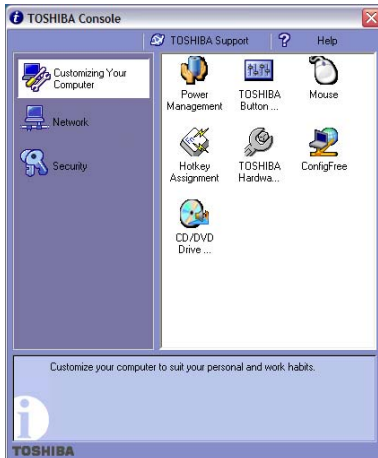 TOSHIBA Console
TOSHIBA Support
?
Help
Customizing Your
Computer
Network
Security
Power
Management
TOSHIBA
Button ...
Mouse
Hotkey
Assignment
TOSHIBA
Hardwa...
ConfigFree
CD/DVD
Drive ...
Customize your computer to suit your personal and work habits.
i
TOSHIBA